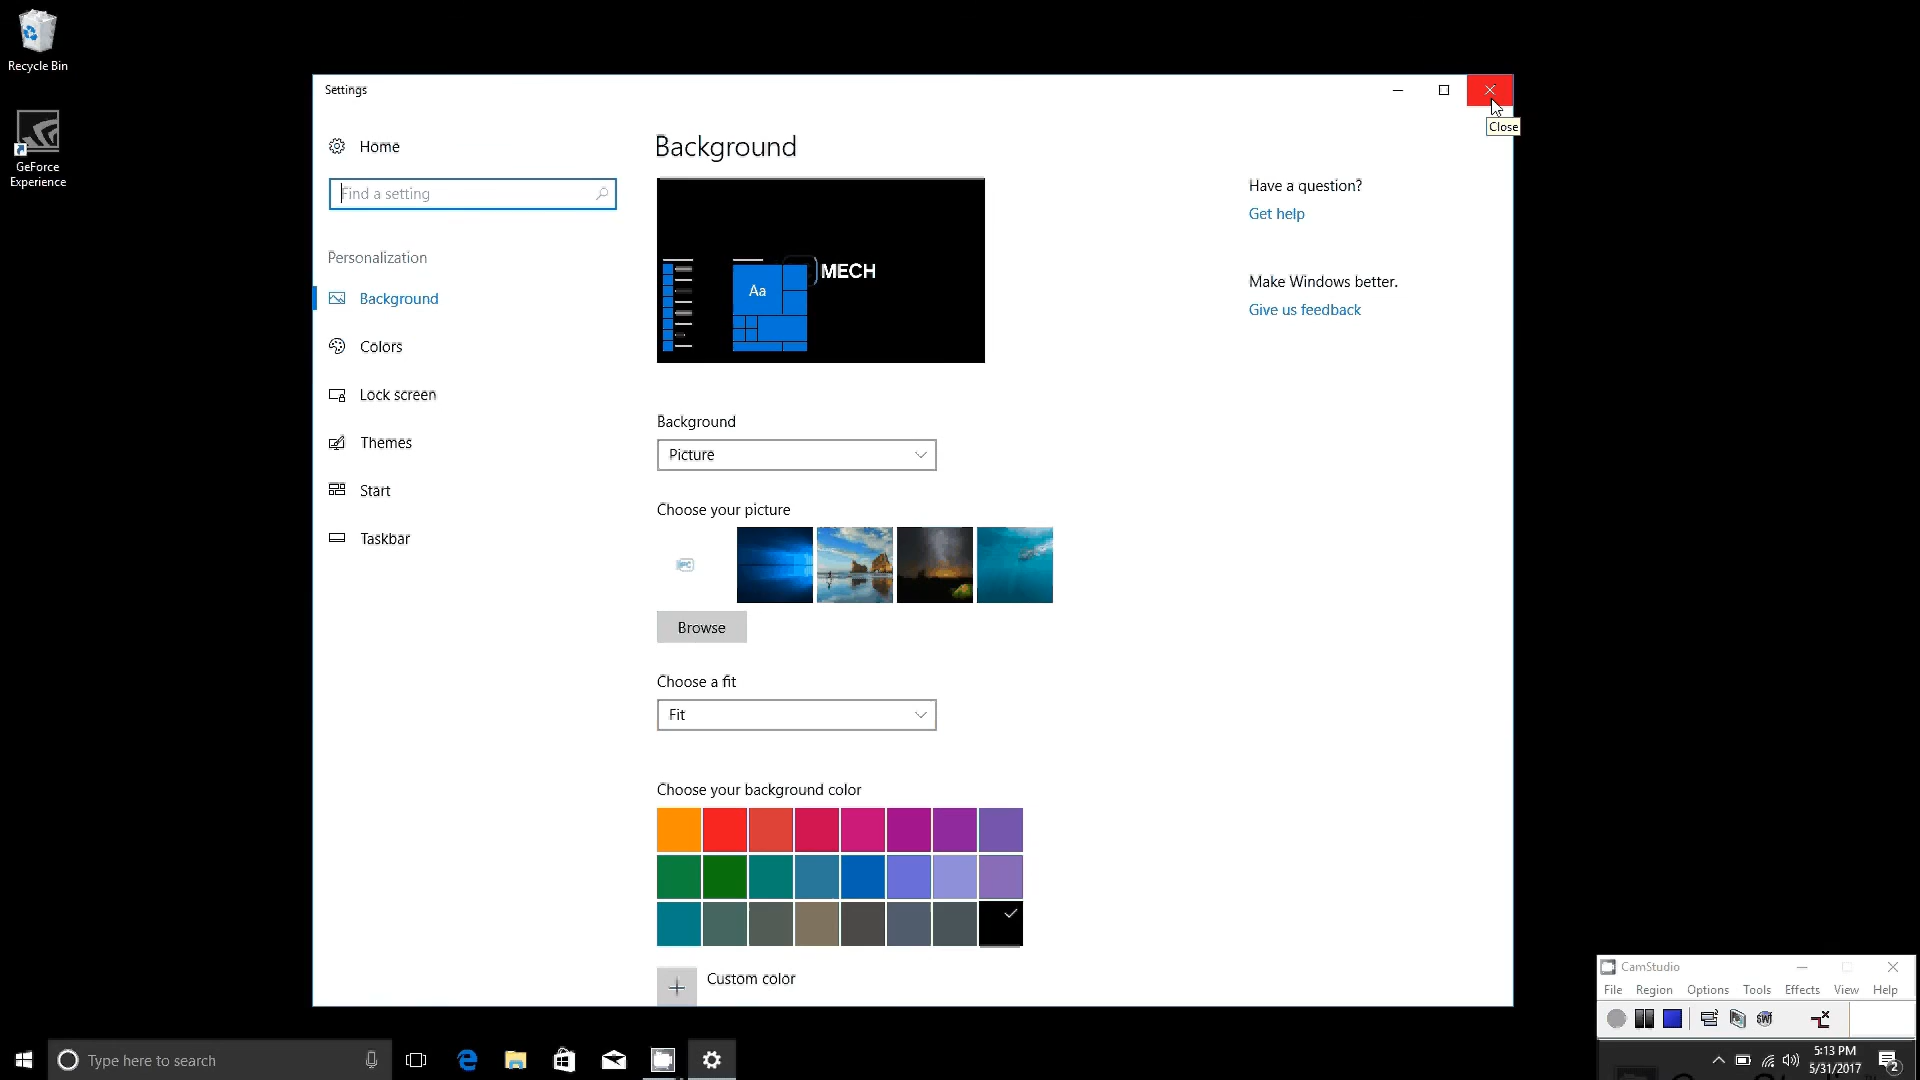 Recycle Bin
GeForce
Experience
Settings
Close
Home
Find a setting
Personalization
Background
Colors
Lock screen
Themes
Start
Taskbar
Background
Aa
MECH
Background
Picture
Choose your picture
PC
Browse
Choose a fit
Fit
Choose your background color
Custom color
Have a question?
Get help
Make Windows better.
Give us feedback
CamStudio
File Region Options Tools Effects View Help
SWf
Type here to search
5:13 PM
5/31/2017
2